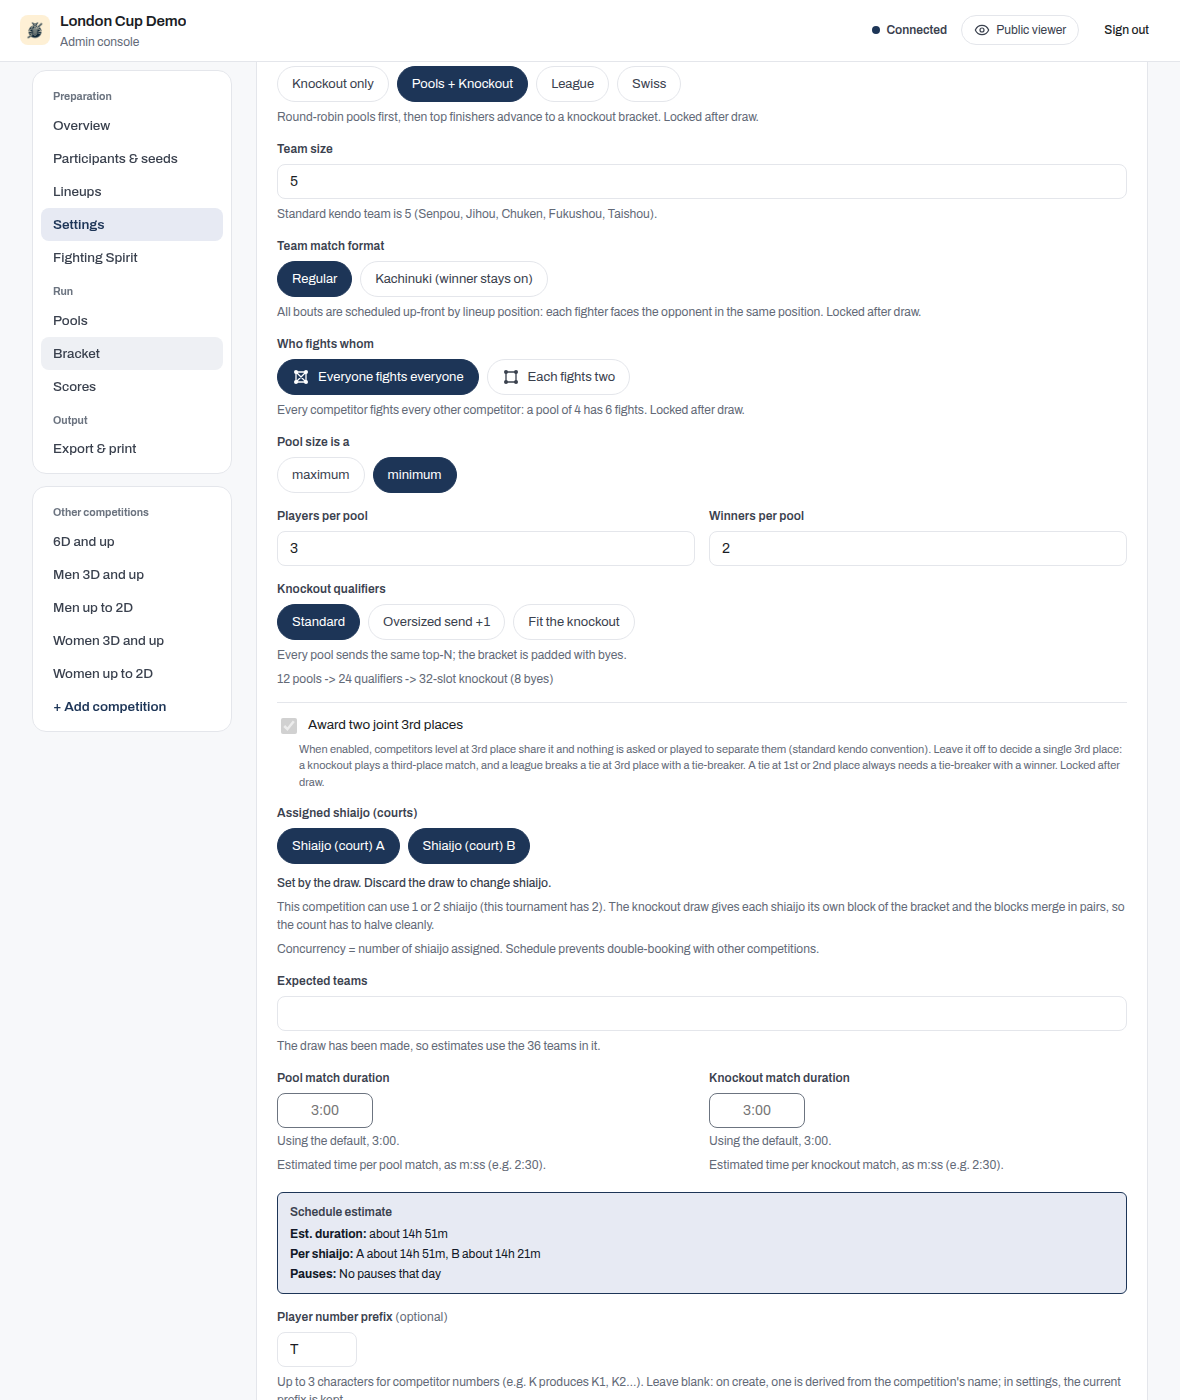 London Cup Demo
Admin console
Connected
Public viewer
Sign out
Preparation
Overview
Participants & seeds
Lineups
Settings
Fighting Spirit
Run
Pools
Bracket
Scores
Output
Export & print
Other competitions
6D and up
Men 3D and up
Men up to 2D
Women 3D and up
Women up to 2D
+ Add competition
Knockout only
Pools + Knockout
League
Swiss
Round-robin pools first, then top finishers advance to a knockout bracket. Locked after draw.
Team size
5
Standard kendo team is 5 (Senpou, Jihou, Chuken, Fukushou, Taishou).
Team match format
Regular
Kachinuki (winner stays on)
All bouts are scheduled up-front by lineup position: each fighter faces the opponent in the same position. Locked after draw.
Who fights whom
Everyone fights everyone
Each fights two
Every competitor fights every other competitor: a pool of 4 has 6 fights. Locked after draw.
Pool size is a
maximum
minimum
Players per pool
Winners per pool
3
2
Knockout qualifiers
Standard
Oversized send +1
Fit the knockout
Every pool sends the same top-N; the bracket is padded with byes.
12 pools -> 24 qualifiers -> 32-slot knockout (8 byes)
Award two joint 3rd places
When enabled, competitors level at 3rd place share it and nothing is asked or played to separate them (standard kendo convention). Leave it off to decide a single 3rd place:
a knockout plays a third-place match, and a league breaks a tie at 3rd place with a tie-breaker. A tie at 1st or 2nd place always needs a tie-breaker with a winner. Locked after
draw.
Assigned shiaijo (courts)
Shiaijo (court) A
Shiaijo (court) B
Set by the draw. Discard the draw to change shiaijo.
This competition can use 1 or 2 shiaijo (this tournament has 2). The knockout draw gives each shiaijo its own block of the bracket and the blocks merge in pairs, so
the count has to halve cleanly.
Concurrency = number of shiaijo assigned. Schedule prevents double-booking with other competitions.
Expected teams
The draw has been made, so estimates use the 36 teams in it.
Pool match duration
Knockout match duration
3:00
3:00
Using the default, 3:00.
Using the default, 3:00.
Estimated time per pool match, as m:ss (e.g. 2:30).
Estimated time per knockout match, as m:ss (e.g. 2:30).
Schedule estimate
Est. duration: about 14h 51m
Per shiaijo: A about 14h 51m, B about 14h 21m
Pauses: No pauses that day
Player number prefix (optional)
T
Up to 3 characters for competitor numbers (e.g. K produces K1, K2...). Leave blank: on create, one is derived from the competition's name; in settings, the current
prefix is kept